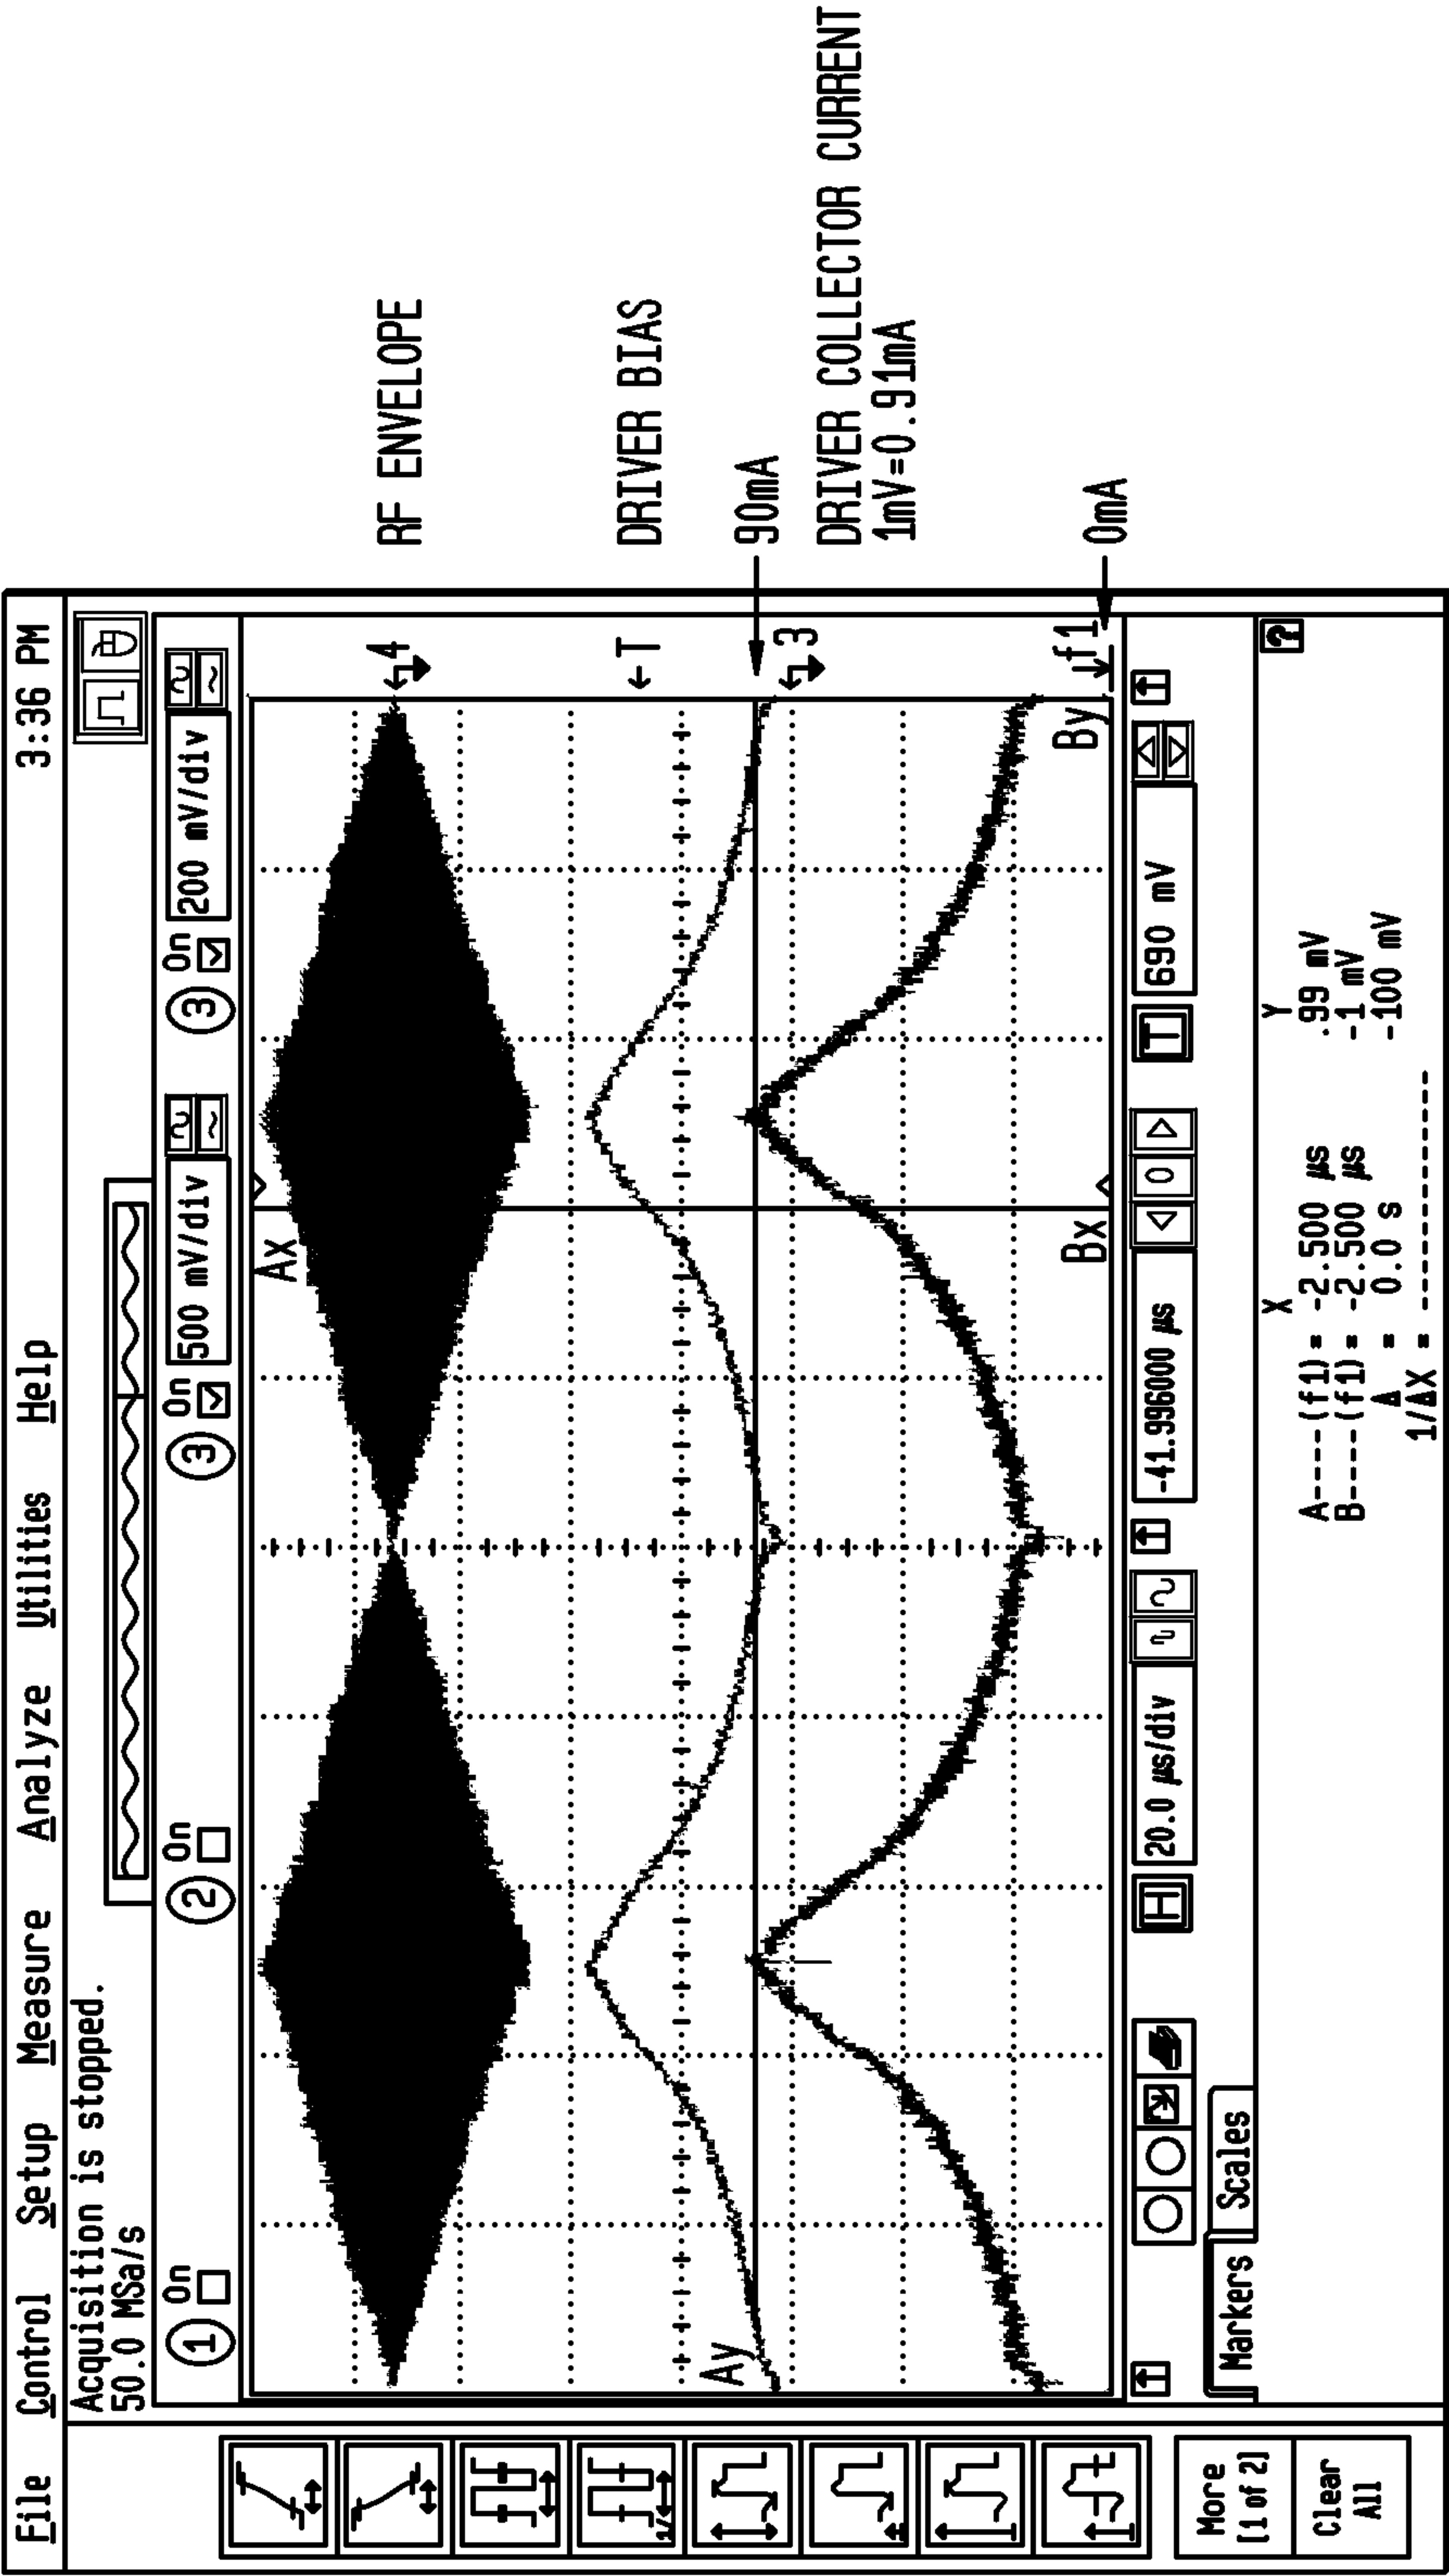 File Control Setup Measure Analyze Utilities Help 3:36 PM
Acquisition is stopped.
50.0 MSa/s
1 On 2 On 3 On 500 mV/div 3 On 200 mV/div
Ax
4
RF ENVELOPE
T
DRIVER BIAS
Ay
90mA
3
DRIVER COLLECTOR CURRENT
1mV=0.91mA
Bx
By
f1
0mA
H 20.0 µs/div -41.996000 µs 0 T 690 mV
More
[1 of 2]
Clear
All
Markers Scales
?
X Y
A----(f1) = -2.500 µs .99 mV
B----(f1) = -2.500 µs -1 mV
Δ = 0.0 s -100 mV
1/ΔX = -------------